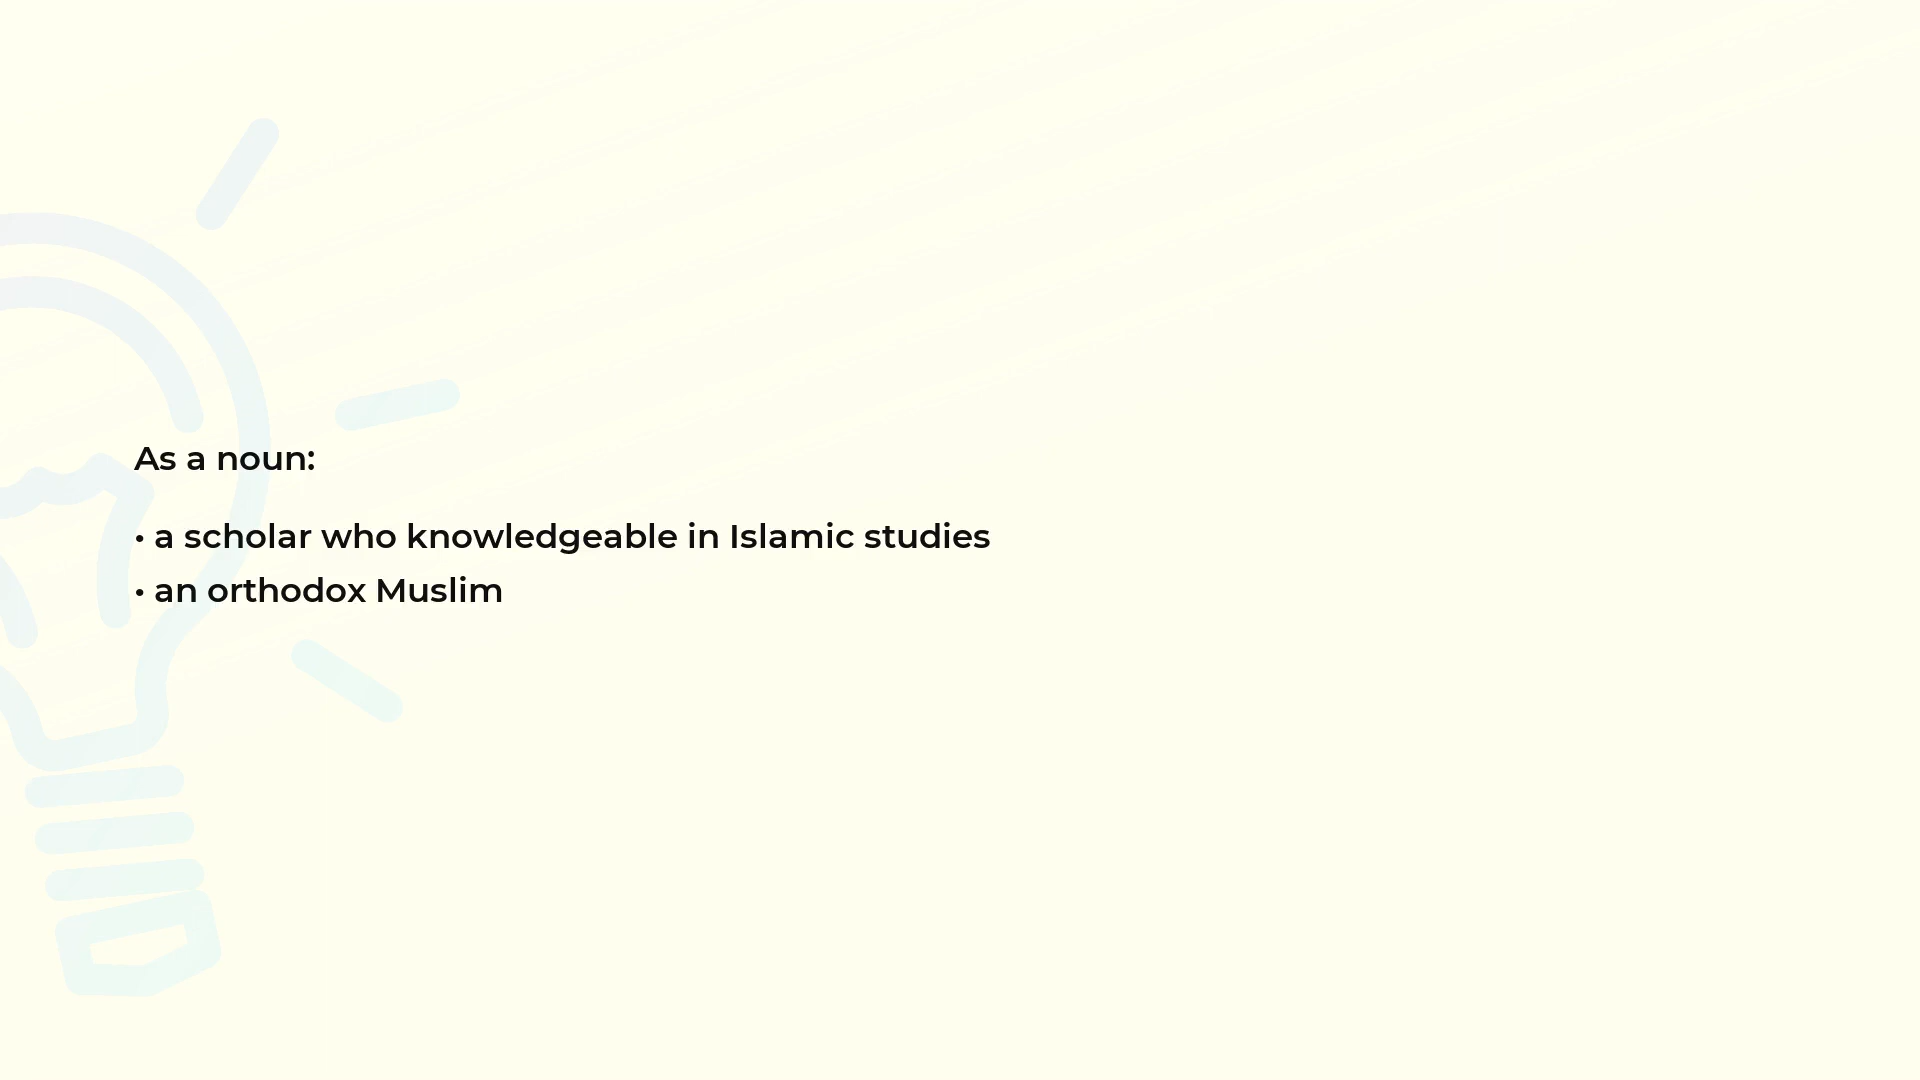 As a noun:
• a scholar who knowledgeable in Islamic studies
• an orthodox Muslim